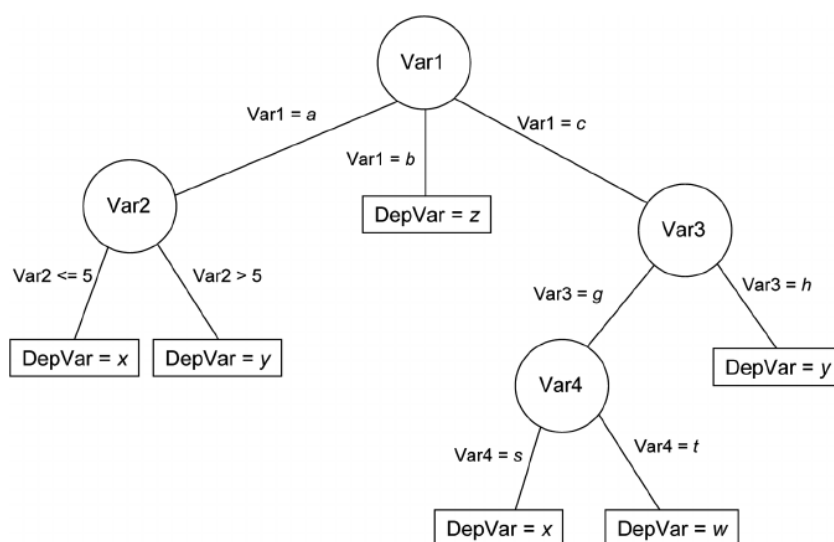 Var1
Var1 = a
Var1 = b
Var1 = c
Var2
DepVar = z
Var3
Var2 <= 5
Var2 > 5
Var3 = g
Var3 = h
DepVar = x
DepVar = y
Var4
DepVar = y
Var4 = s
Var4 = t
DepVar = x
DepVar = w